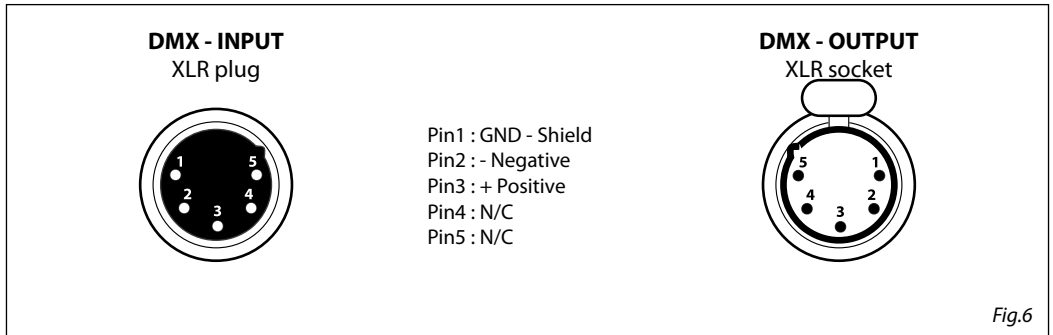 DMX - INPUT
XLR plug
1
5
2
4
3
Pin1 : GND - Shield
Pin2 : - Negative
Pin3 : + Positive
Pin4 : N/C
Pin5 : N/C
DMX - OUTPUT
XLR socket
5
1
4
2
3
Fig.6